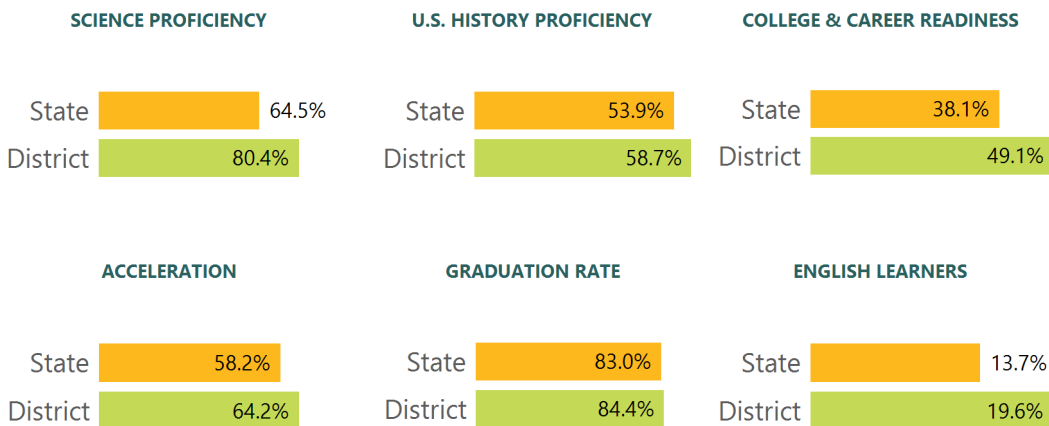 SCIENCE PROFICIENCY
State 64.5%
District 80.4%
U.S. HISTORY PROFICIENCY
State 53.9%
District 58.7%
COLLEGE & CAREER READINESS
State 38.1%
District 49.1%
ACCELERATION
State 58.2%
District 64.2%
GRADUATION RATE
State 83.0%
District 84.4%
ENGLISH LEARNERS
State 13.7%
District 19.6%